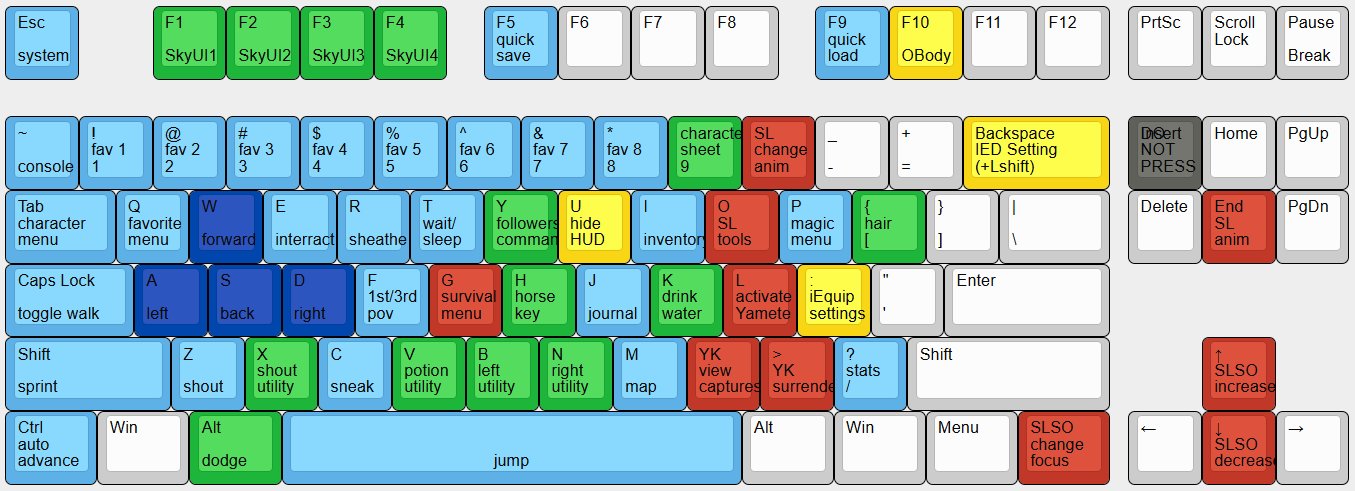 Esc
system
F1
SkyUI1
F2
SkyUI2
F3
SkyUI3
F4
SkyUI4
F5
quick
save
F6
F7
F8
F9
quick
load
F10
OBody
F11
F12
PrtSc
Scroll
Lock
Pause
Break
~
console
!
fav 1
1
@
fav 2
2
#
fav 3
3
$
fav 4
4
%
fav 5
5
^
fav 6
6
&
fav 7
7
*
fav 8
8
characte
sheet
9
SL
change
anim
_
-
+
=
Backspace
IED Setting
(+Lshift)
Insert
DO
NOT
PRESS
Home
PgUp
Tab
character
menu
Q
favorite
menu
W
forward
E
interract
R
sheathe
T
wait/
sleep
Y
followers
comman
U
hide
HUD
I
inventory
O
SL
tools
P
magic
menu
{
hair
[
}
]
|
\
Delete
End
SL
anim
PgDn
Caps Lock
toggle walk
A
left
S
back
D
right
F
1st/3rd
pov
G
survival
menu
H
horse
key
J
journal
K
drink
water
L
activate
Yamete
:
iEquip
settings
"
'
Enter
Shift
sprint
Z
shout
X
shout
utility
C
sneak
V
potion
utility
B
left
utility
N
right
utility
M
map
YK
view
captures
>
YK
surrende
?
stats
/
Shift
↑
SLSO
increase
Ctrl
auto
advance
Win
Alt
dodge
jump
Alt
Win
Menu
SLSO
change
focus
←
↓
SLSO
decrease
→